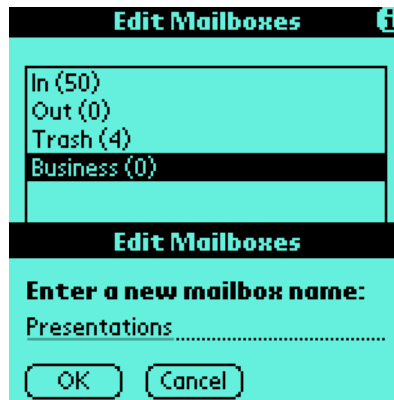 Edit Mailboxes i
In (50)
Out (0)
Trash (4)
Business (0)
Edit Mailboxes
Enter a new mailbox name:
Presentations
OK Cancel